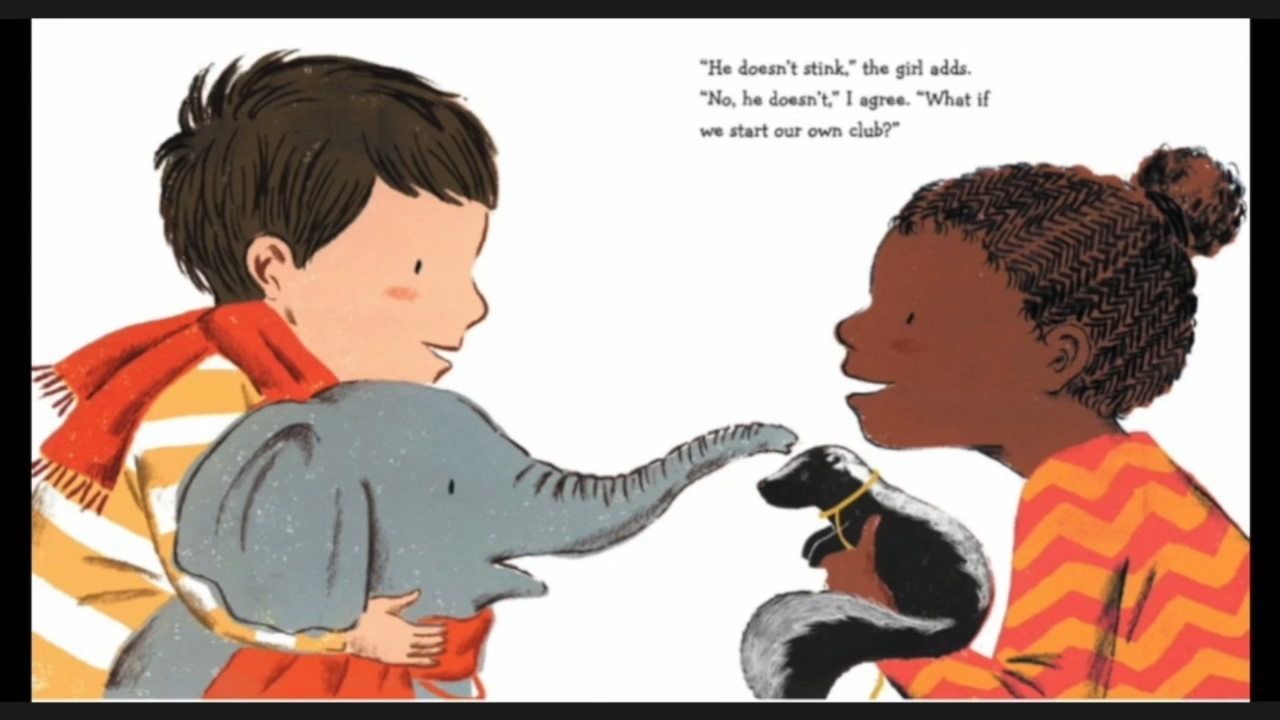 “He doesn’t stink,” the girl adds.
“No, he doesn’t,” I agree. “What if
we start our own club?”